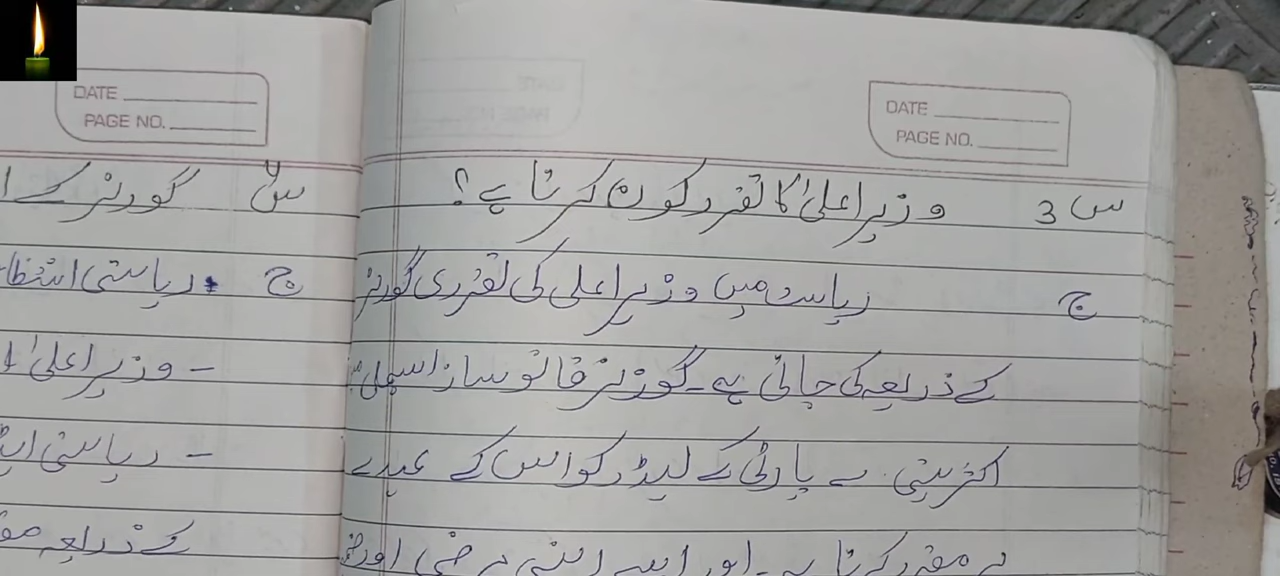 DATE
PAGE NO.
س 3 وزیر اعلیٰ کا تقرر کون کرتا ہے؟
ج ریاست میں وزیر اعلی کی تقرری گورنر
کے ذریعہ کی جاتی ہے۔ گورنر قانون ساز اسمبلی
اکثریتی پارٹی کے لیڈر کو اس کے عہدے
پر مقرر کرتا ہے۔ اور اسے اپنی مرضی اور
DATE
PAGE NO.
س گورنر کے
ج ریاستی
- وزیر اعلیٰ
- ریاستی
کے ذریعہ